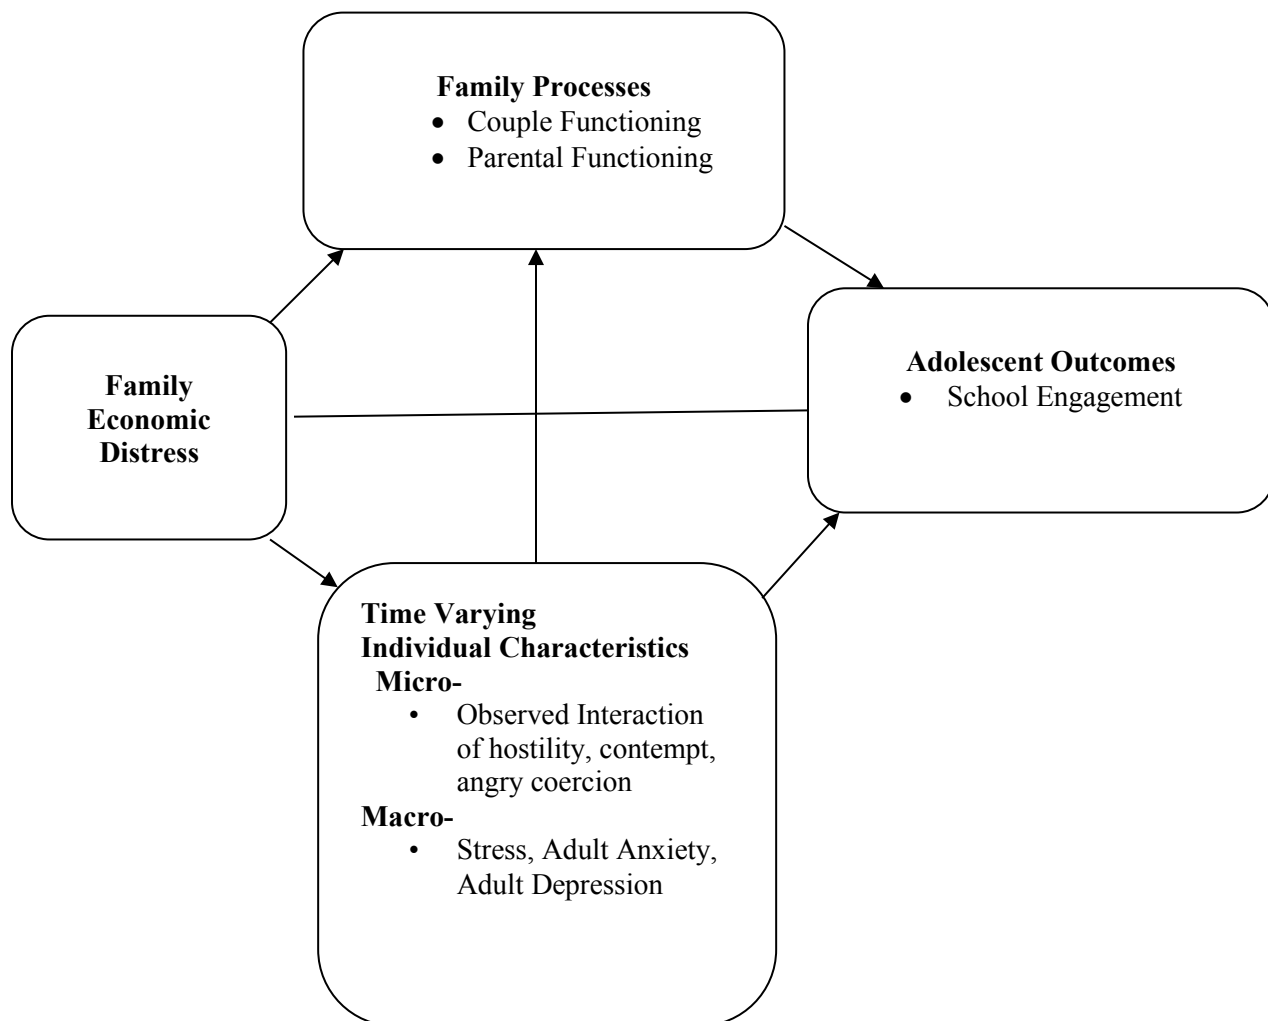 Family Processes
• Couple Functioning
• Parental Functioning
Family
Economic
Distress
Adolescent Outcomes
• School Engagement
Time Varying
Individual Characteristics
Micro-
• Observed Interaction
of hostility, contempt,
angry coercion
Macro-
• Stress, Adult Anxiety,
Adult Depression